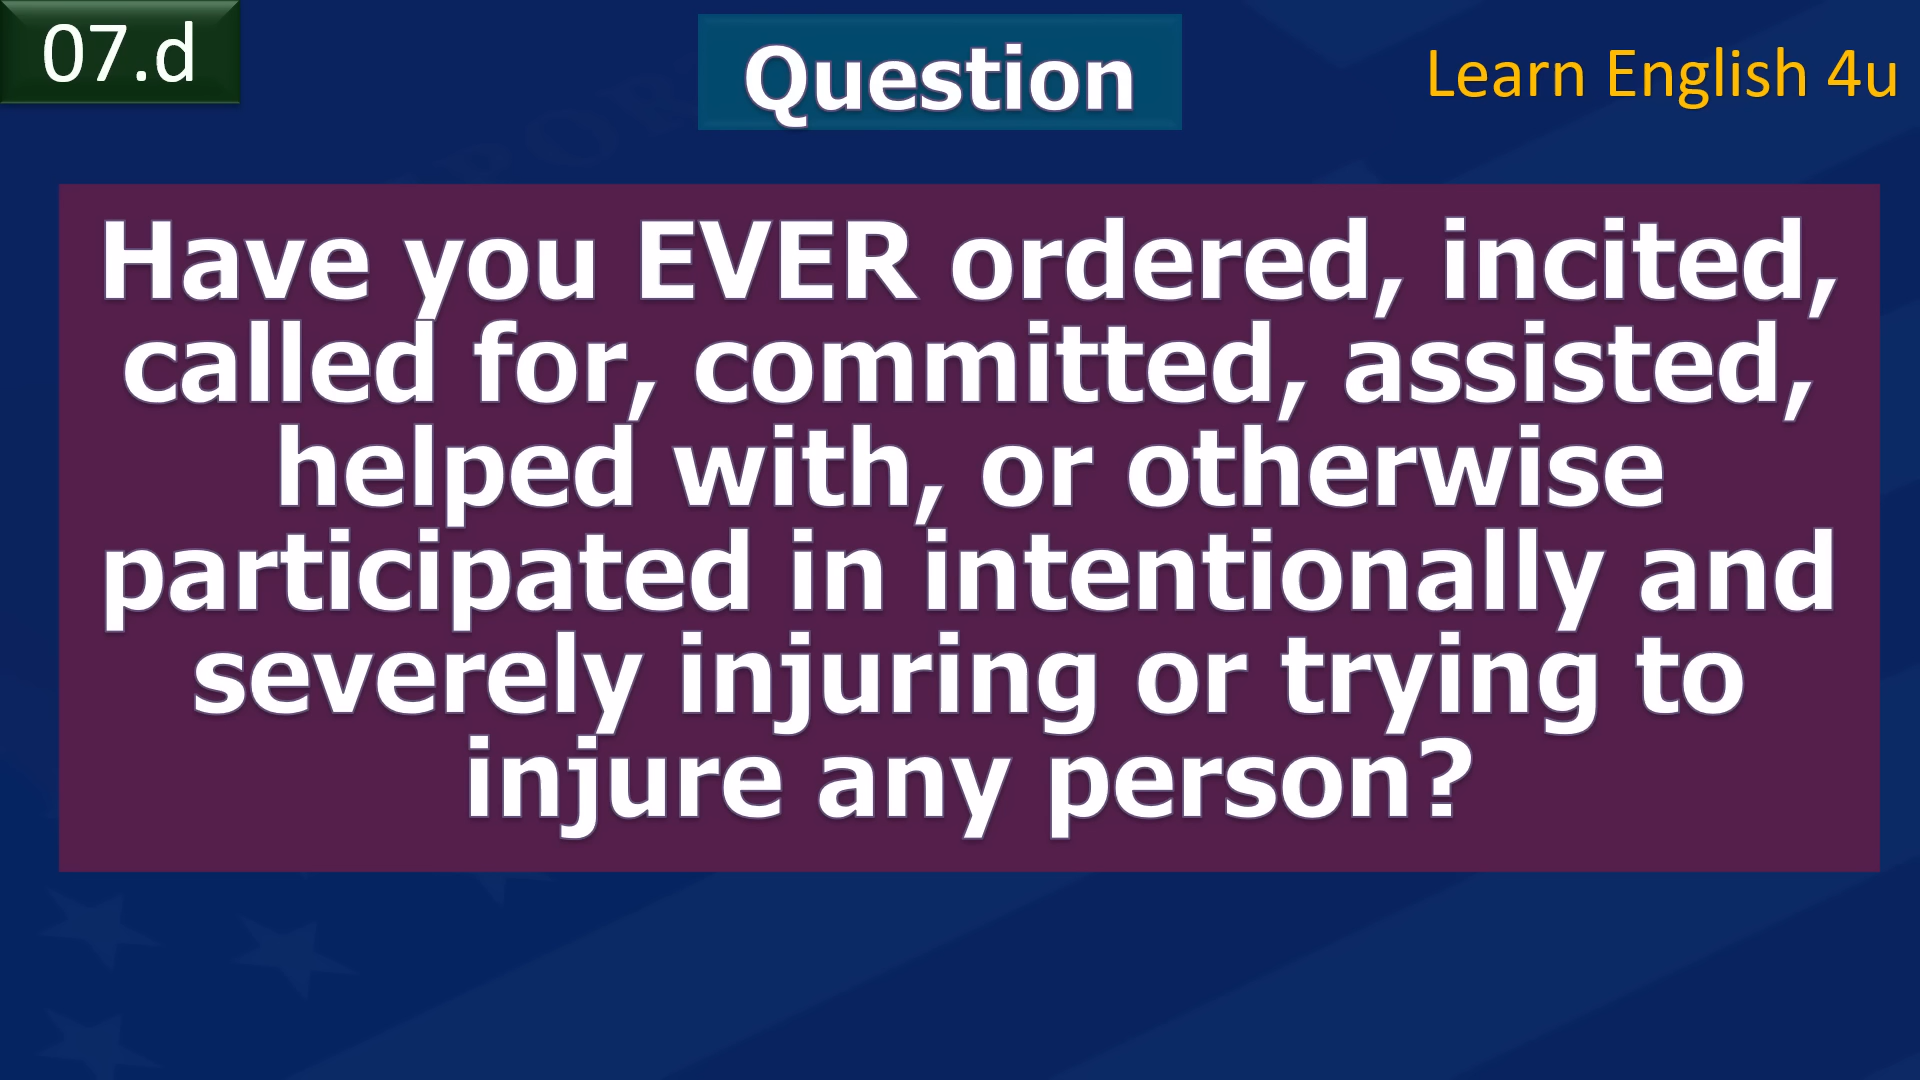 07.d
Question
Learn English 4u
Have you EVER ordered, incited,
called for, committed, assisted,
helped with, or otherwise
participated in intentionally and
severely injuring or trying to
injure any person?